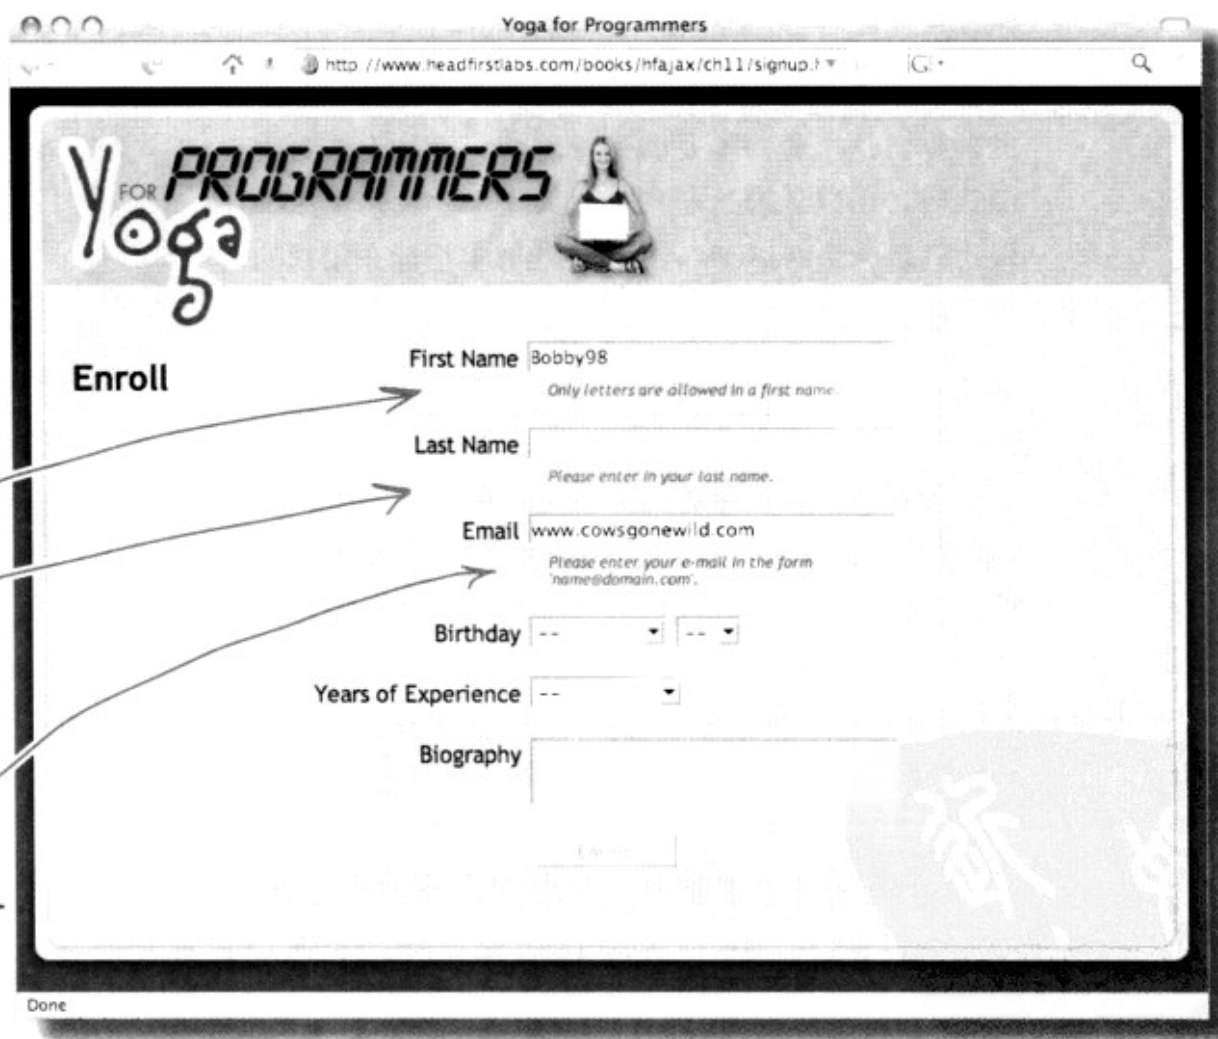 Yoga for Programmers
http://www.headfirstlabs.com/books/hfajax/ch11/signup.
G
Yoga FOR PROGRAMMERS
Enroll
First Name Bobby98
Only letters are allowed in a first name.
Last Name
Please enter in your last name.
Email www.cowsgonewild.com
Please enter your e-mail in the form
'name@domain.com'.
Birthday -- --
Years of Experience --
Biography
Done